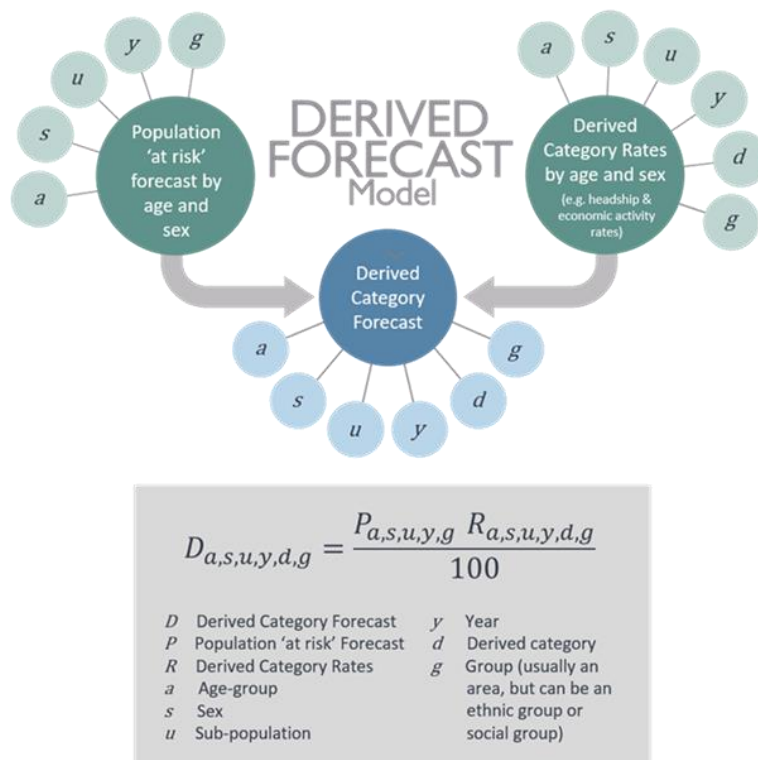 DERIVED
FORECAST
Model
a
s
u
y
g
Population
'at risk'
forecast by
age and
sex
a
s
u
y
d
g
Derived
Category Rates
by age and sex
(e.g. headship &
economic activity
rates)
Derived
Category
Forecast
a
s
u
y
d
g
D_{a,s,u,y,d,g} = \frac{P_{a,s,u,y,g} R_{a,s,u,y,d,g}}{100}
D Derived Category Forecast
P Population 'at risk' Forecast
R Derived Category Rates
a Age-group
s Sex
u Sub-population
y Year
d Derived category
g Group (usually an
area, but can be an
ethnic group or
social group)